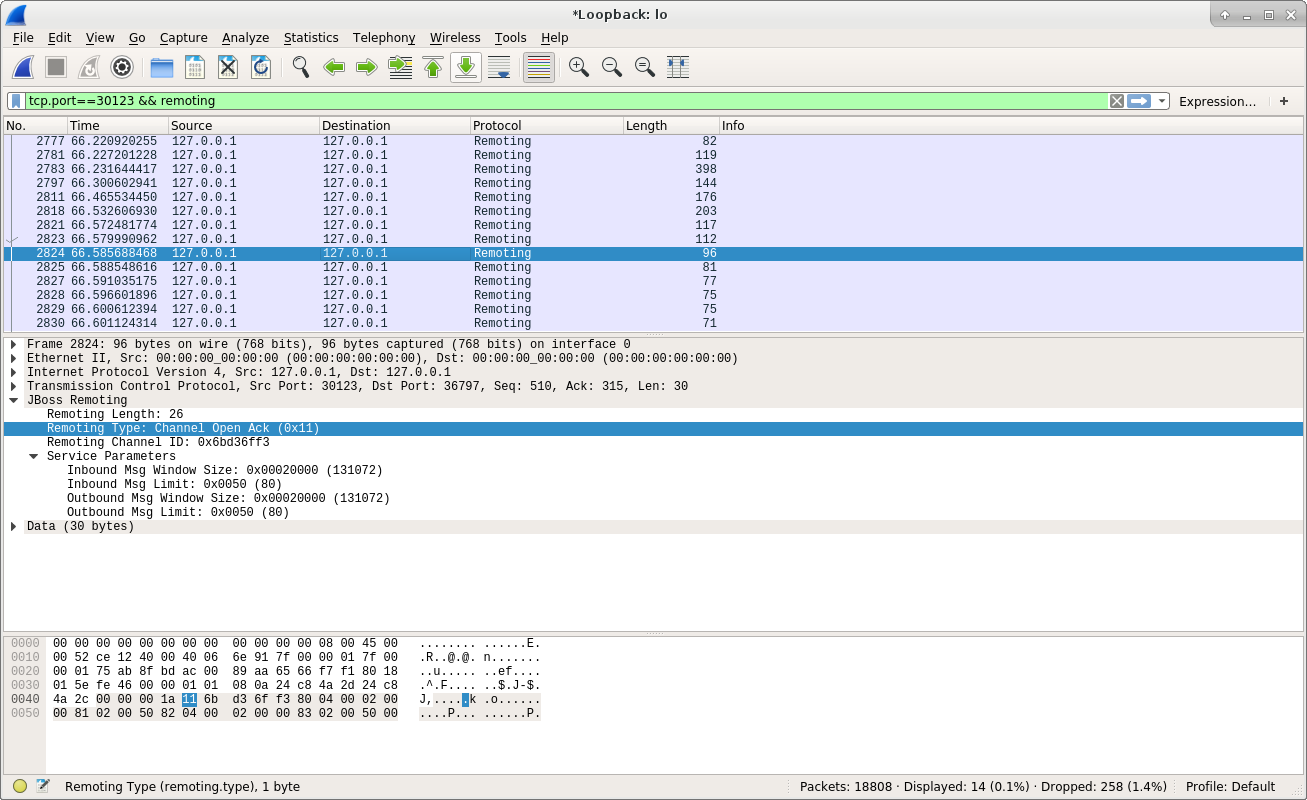 *Loopback: lo
File Edit View Go Capture Analyze Statistics Telephony Wireless Tools Help
tcp.port==30123 && remoting Expression… +
No. Time Source Destination Protocol Length Info
2777 66.220920255 127.0.0.1 127.0.0.1 Remoting 82
2781 66.227201228 127.0.0.1 127.0.0.1 Remoting 119
2783 66.231644417 127.0.0.1 127.0.0.1 Remoting 398
2797 66.300602941 127.0.0.1 127.0.0.1 Remoting 144
2811 66.465534450 127.0.0.1 127.0.0.1 Remoting 176
2818 66.532606930 127.0.0.1 127.0.0.1 Remoting 203
2821 66.572481774 127.0.0.1 127.0.0.1 Remoting 117
2823 66.579990962 127.0.0.1 127.0.0.1 Remoting 112
2824 66.585688468 127.0.0.1 127.0.0.1 Remoting 96
2825 66.588548616 127.0.0.1 127.0.0.1 Remoting 81
2827 66.591035175 127.0.0.1 127.0.0.1 Remoting 77
2828 66.596601896 127.0.0.1 127.0.0.1 Remoting 75
2829 66.600612394 127.0.0.1 127.0.0.1 Remoting 75
2830 66.601124314 127.0.0.1 127.0.0.1 Remoting 71
Frame 2824: 96 bytes on wire (768 bits), 96 bytes captured (768 bits) on interface 0
Ethernet II, Src: 00:00:00_00:00:00 (00:00:00:00:00:00), Dst: 00:00:00_00:00:00 (00:00:00:00:00:00)
Internet Protocol Version 4, Src: 127.0.0.1, Dst: 127.0.0.1
Transmission Control Protocol, Src Port: 30123, Dst Port: 36797, Seq: 510, Ack: 315, Len: 30
JBoss Remoting
Remoting Length: 26
Remoting Type: Channel Open Ack (0x11)
Remoting Channel ID: 0x6bd36ff3
Service Parameters
Inbound Msg Window Size: 0x00020000 (131072)
Inbound Msg Limit: 0x0050 (80)
Outbound Msg Window Size: 0x00020000 (131072)
Outbound Msg Limit: 0x0050 (80)
Data (30 bytes)
0000 00 00 00 00 00 00 00 00 00 00 00 00 08 00 45 00 ........ ......E.
0010 00 52 ce 12 40 00 40 06 6e 91 7f 00 00 01 7f 00 .R..@.@. n.......
0020 00 01 75 ab 8f bd ac 00 89 aa 65 66 f7 f1 80 18 ..u..... ..ef....
0030 01 5e fe 46 00 00 01 01 08 0a 24 c8 4a 2d 24 c8 .^.F.... ..$.J-$.
0040 4a 2c 00 00 00 1a 11 6b d3 6f f3 80 04 00 02 00 J,.....k .o......
0050 00 81 02 00 50 82 04 00 02 00 00 83 02 00 50 00 ....P... ......P.
Remoting Type (remoting.type), 1 byte Packets: 18808 · Displayed: 14 (0.1%) · Dropped: 258 (1.4%) Profile: Default